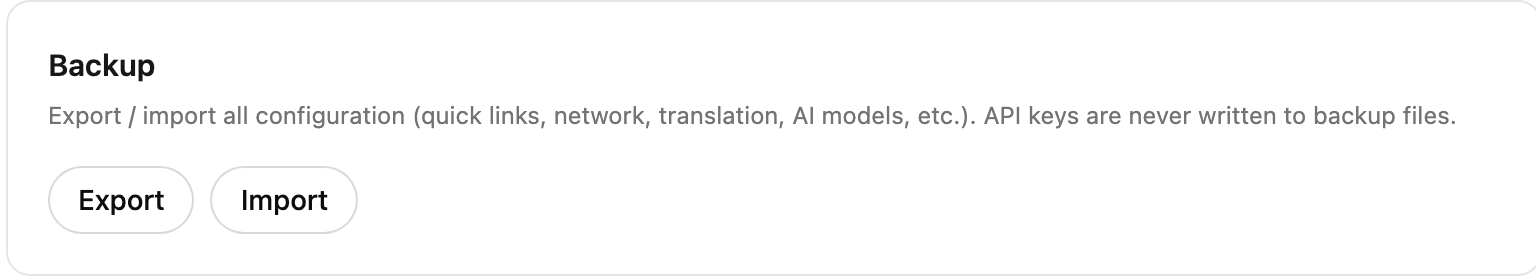 Backup
Export / import all configuration (quick links, network, translation, AI models, etc.). API keys are never written to backup files.
Export
Import